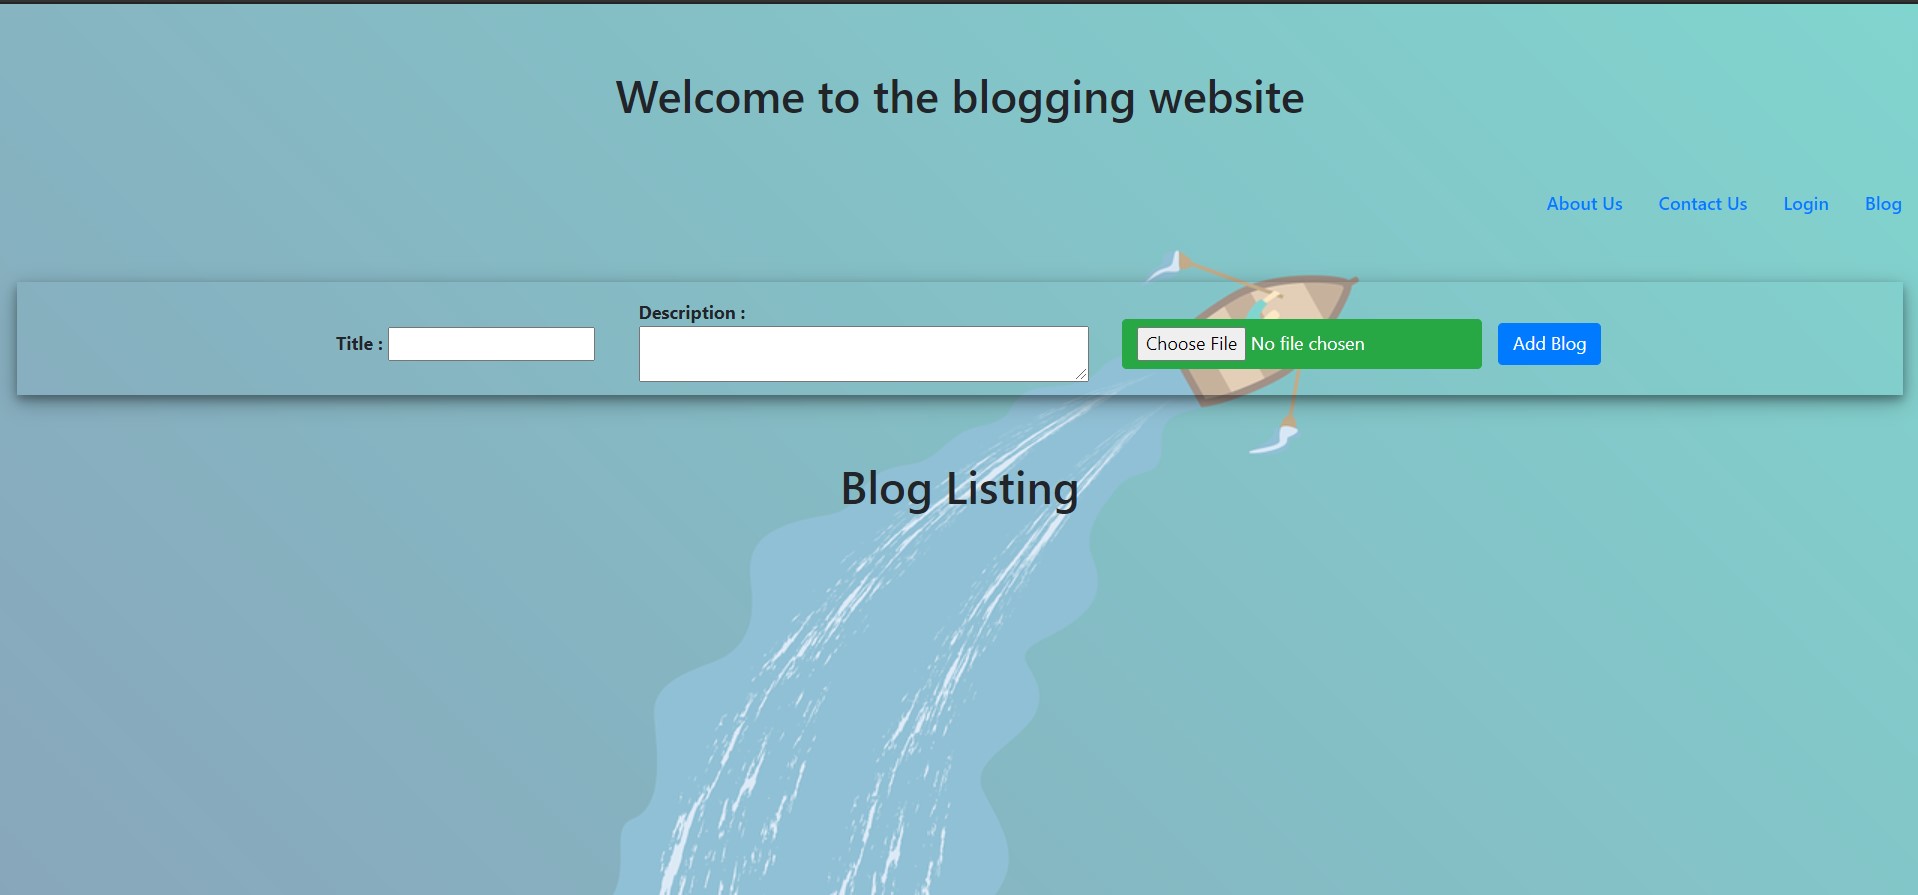 Welcome to the blogging website
About Us Contact Us Login Blog
Description :
Title :
Choose File No file chosen
Add Blog
Blog Listing